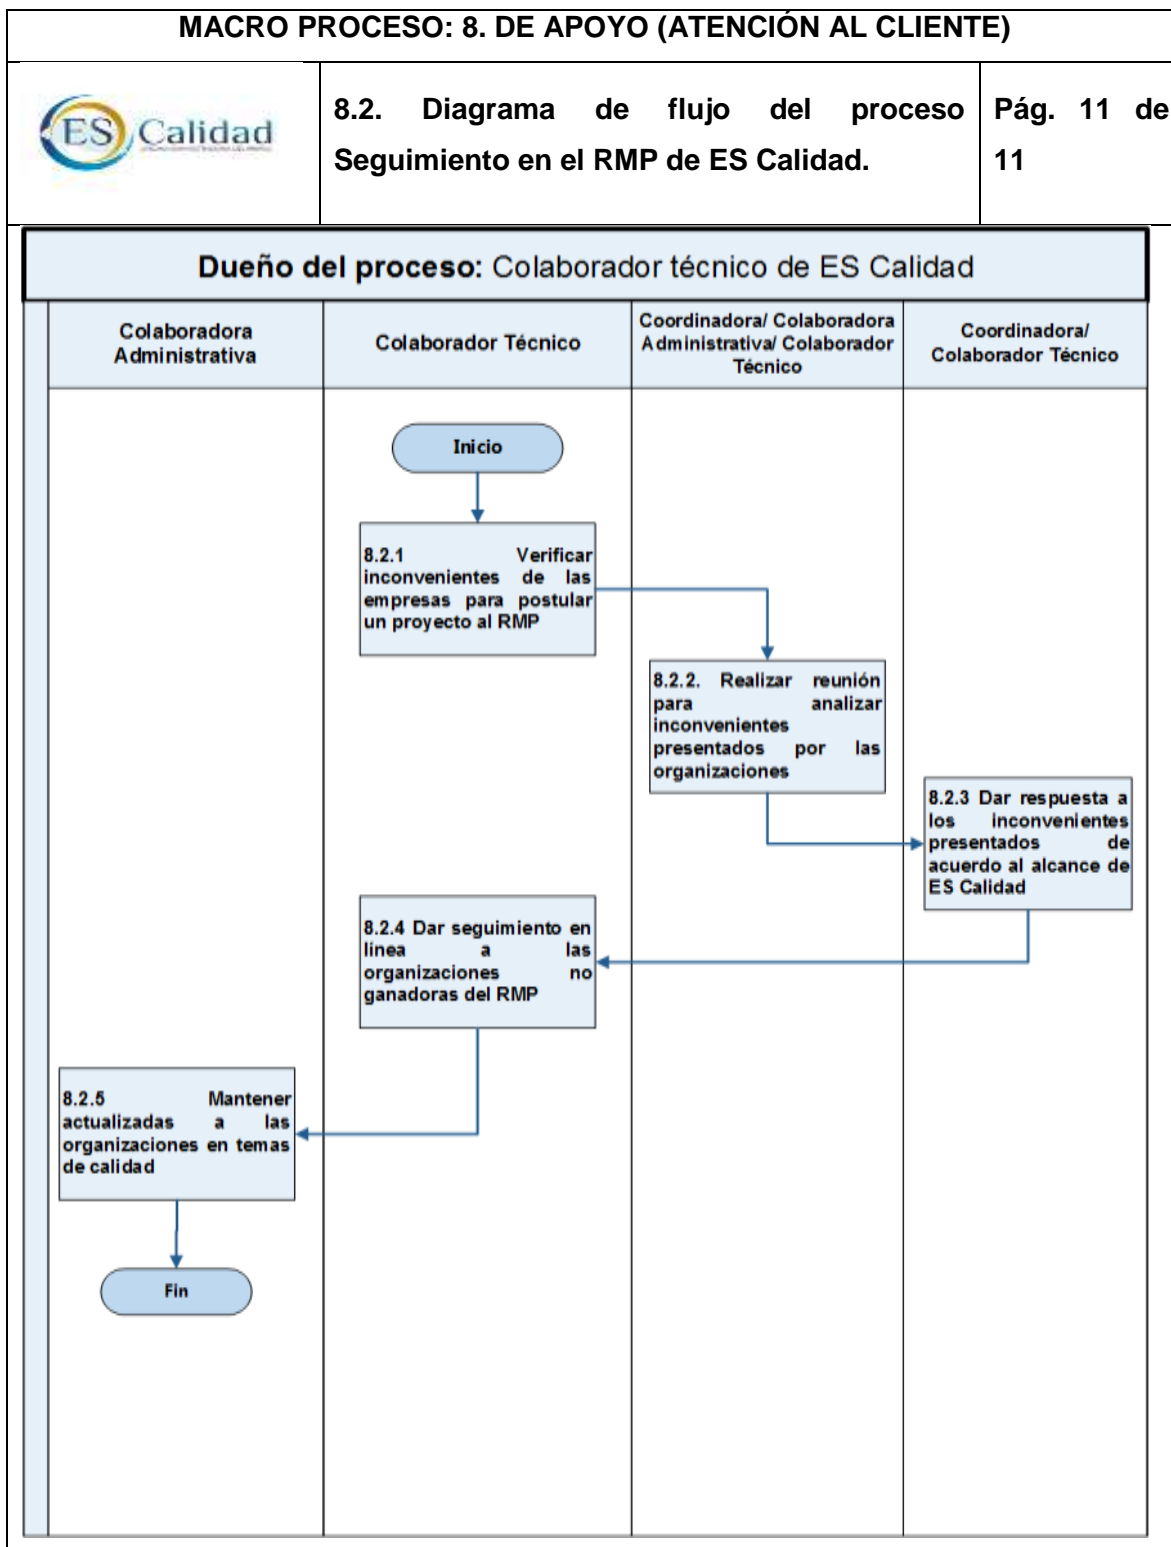 MACRO PROCESO: 8. DE APOYO (ATENCIÓN AL CLIENTE)
ES Calidad
8.2. Diagrama de flujo del proceso
Seguimiento en el RMP de ES Calidad.
Pág. 11 de
11
Dueño del proceso: Colaborador técnico de ES Calidad
Colaboradora
Administrativa
Colaborador Técnico
Coordinadora/ Colaboradora
Administrativa/ Colaborador
Técnico
Coordinadora/
Colaborador Técnico
Inicio
8.2.1 Verificar
inconvenientes de las
empresas para postular
un proyecto al RMP
8.2.2. Realizar reunión
para analizar
inconvenientes
presentados por las
organizaciones
8.2.3 Dar respuesta a
los inconvenientes
presentados de
acuerdo al alcance de
ES Calidad
8.2.4 Dar seguimiento en
linea a las
organizaciones no
ganadoras del RMP
8.2.5 Mantener
actualizadas a las
organizaciones en temas
de calidad
Fin